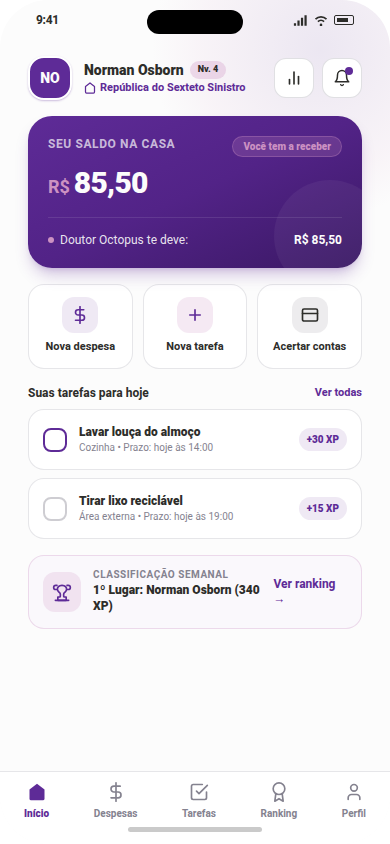 9:41
NO
Norman Osborn Nv. 4
República do Sexteto Sinistro
SEU SALDO NA CASA
Você tem a receber
R$ 85,50
Doutor Octopus te deve:
R$ 85,50
Nova despesa
Nova tarefa
Acertar contas
Suas tarefas para hoje
Ver todas
Lavar louça do almoço
Cozinha • Prazo: hoje às 14:00
+30 XP
Tirar lixo reciclável
Área externa • Prazo: hoje às 19:00
+15 XP
CLASSIFICAÇÃO SEMANAL
1º Lugar: Norman Osborn (340
XP)
Ver ranking
→
Início
Despesas
Tarefas
Ranking
Perfil